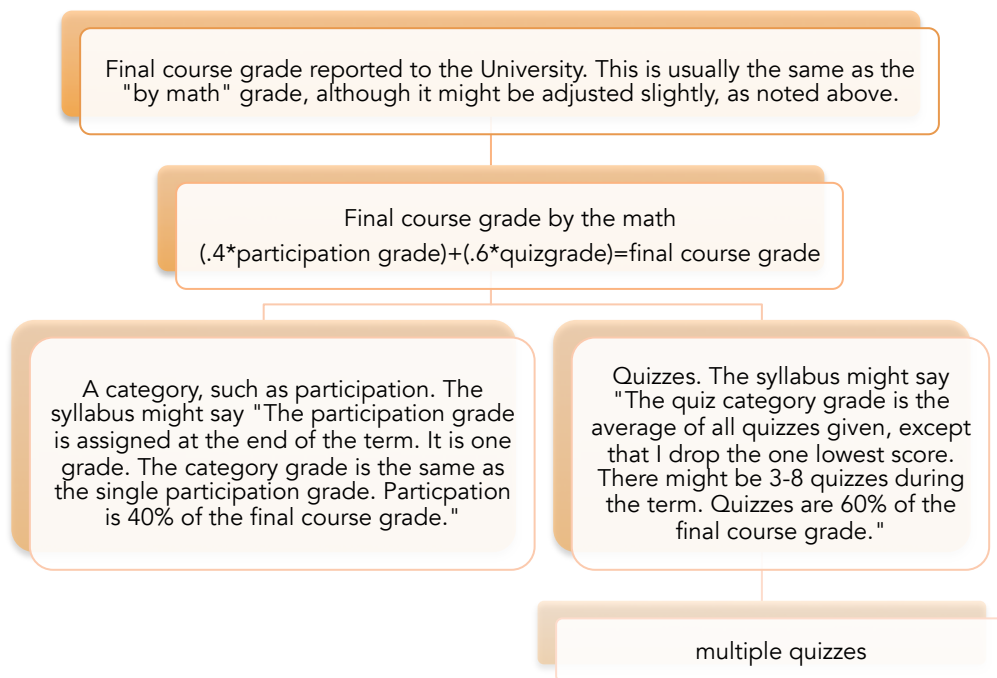 Final course grade reported to the University. This is usually the same as the
"by math" grade, although it might be adjusted slightly, as noted above.
Final course grade by the math
(.4*participation grade)+(.6*quizgrade)=final course grade
A category, such as participation. The
syllabus might say "The participation grade
is assigned at the end of the term. It is one
grade. The category grade is the same as
the single participation grade. Particpation
is 40% of the final course grade."
Quizzes. The syllabus might say
"The quiz category grade is the
average of all quizzes given, except
that I drop the one lowest score.
There might be 3-8 quizzes during
the term. Quizzes are 60% of the
final course grade."
multiple quizzes